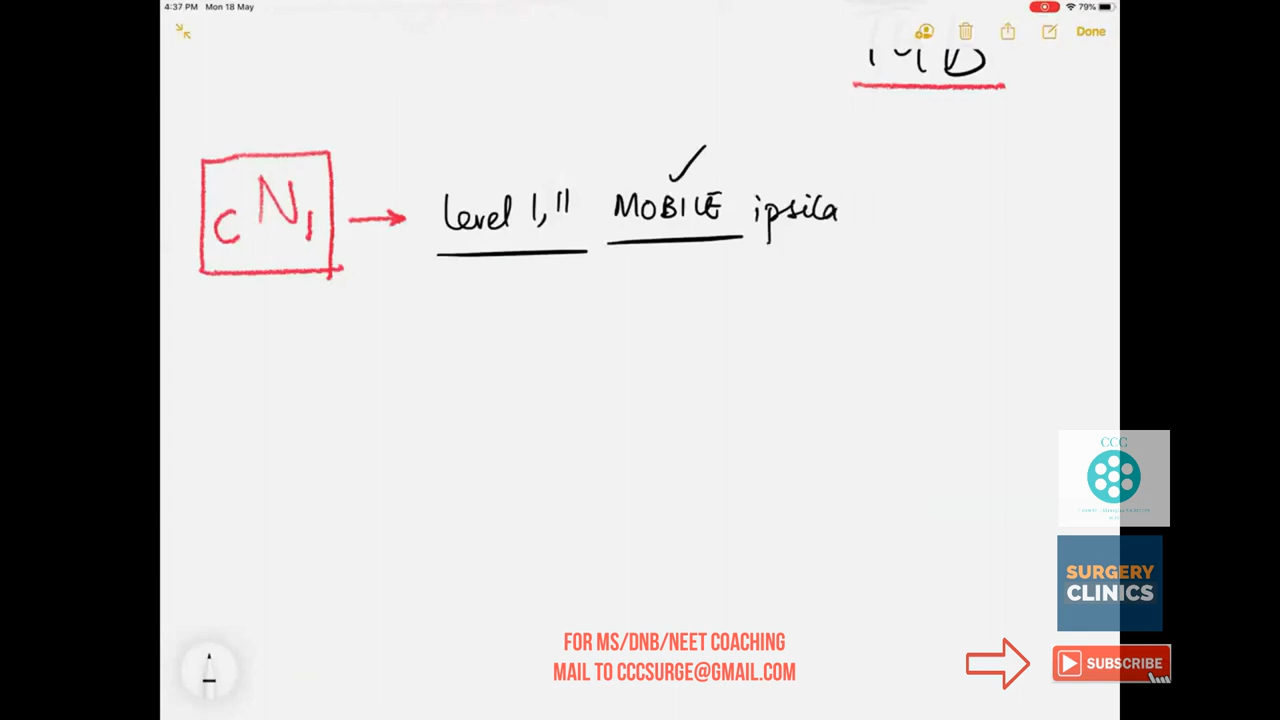 4:37 PM Mon 18 May
79%
Done
cN1 → level I, II MOBILE ipsila
CCC
SURGERY
CLINICS
FOR MS/DNB/NEET COACHING
MAIL TO CCCSURGE@GMAIL.COM
SUBSCRIBE